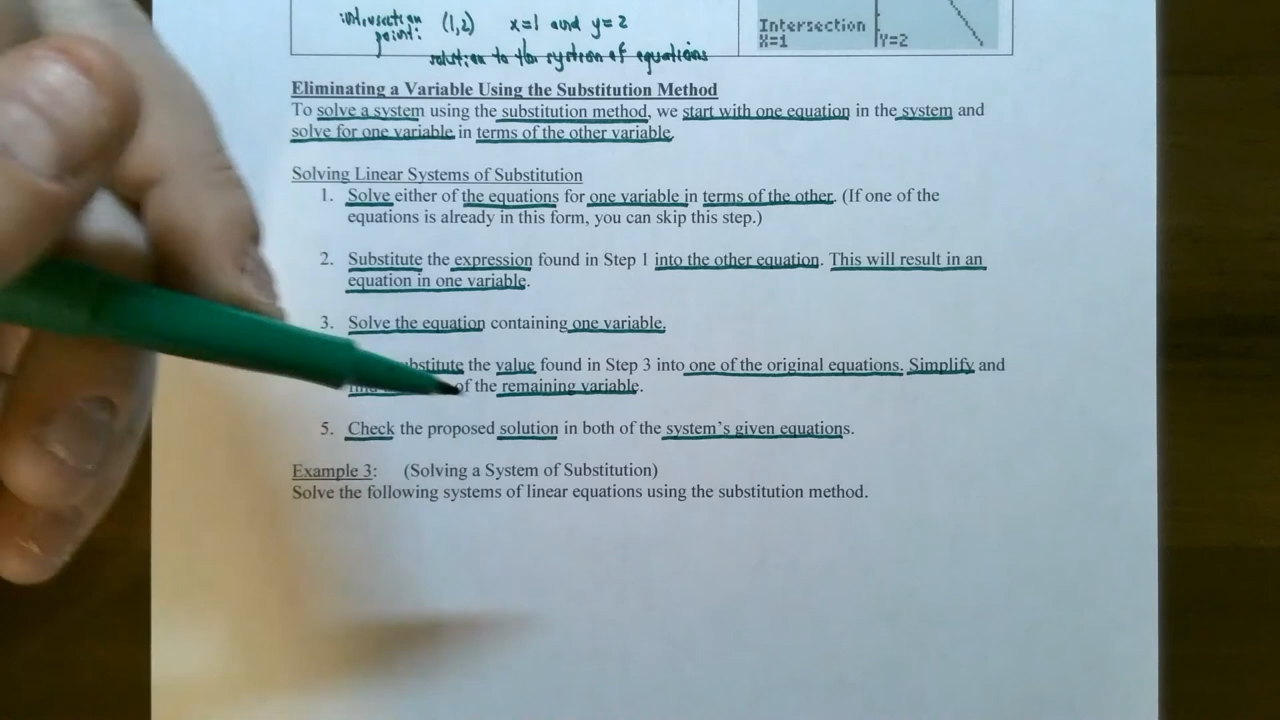 intersection (1,2) x=1 and y=2
point:
solution to the system of equations
Intersection
X=1 Y=2
Eliminating a Variable Using the Substitution Method
To solve a system using the substitution method, we start with one equation in the system and
solve for one variable in terms of the other variable.
Solving Linear Systems of Substitution
1. Solve either of the equations for one variable in terms of the other. (If one of the
equations is already in this form, you can skip this step.)
2. Substitute the expression found in Step 1 into the other equation. This will result in an
equation in one variable.
3. Solve the equation containing one variable.
the value found in Step 3 into one of the original equations. Simplify and
of the remaining variable.
5. Check the proposed solution in both of the system's given equations.
Example 3: (Solving a System of Substitution)
Solve the following systems of linear equations using the substitution method.